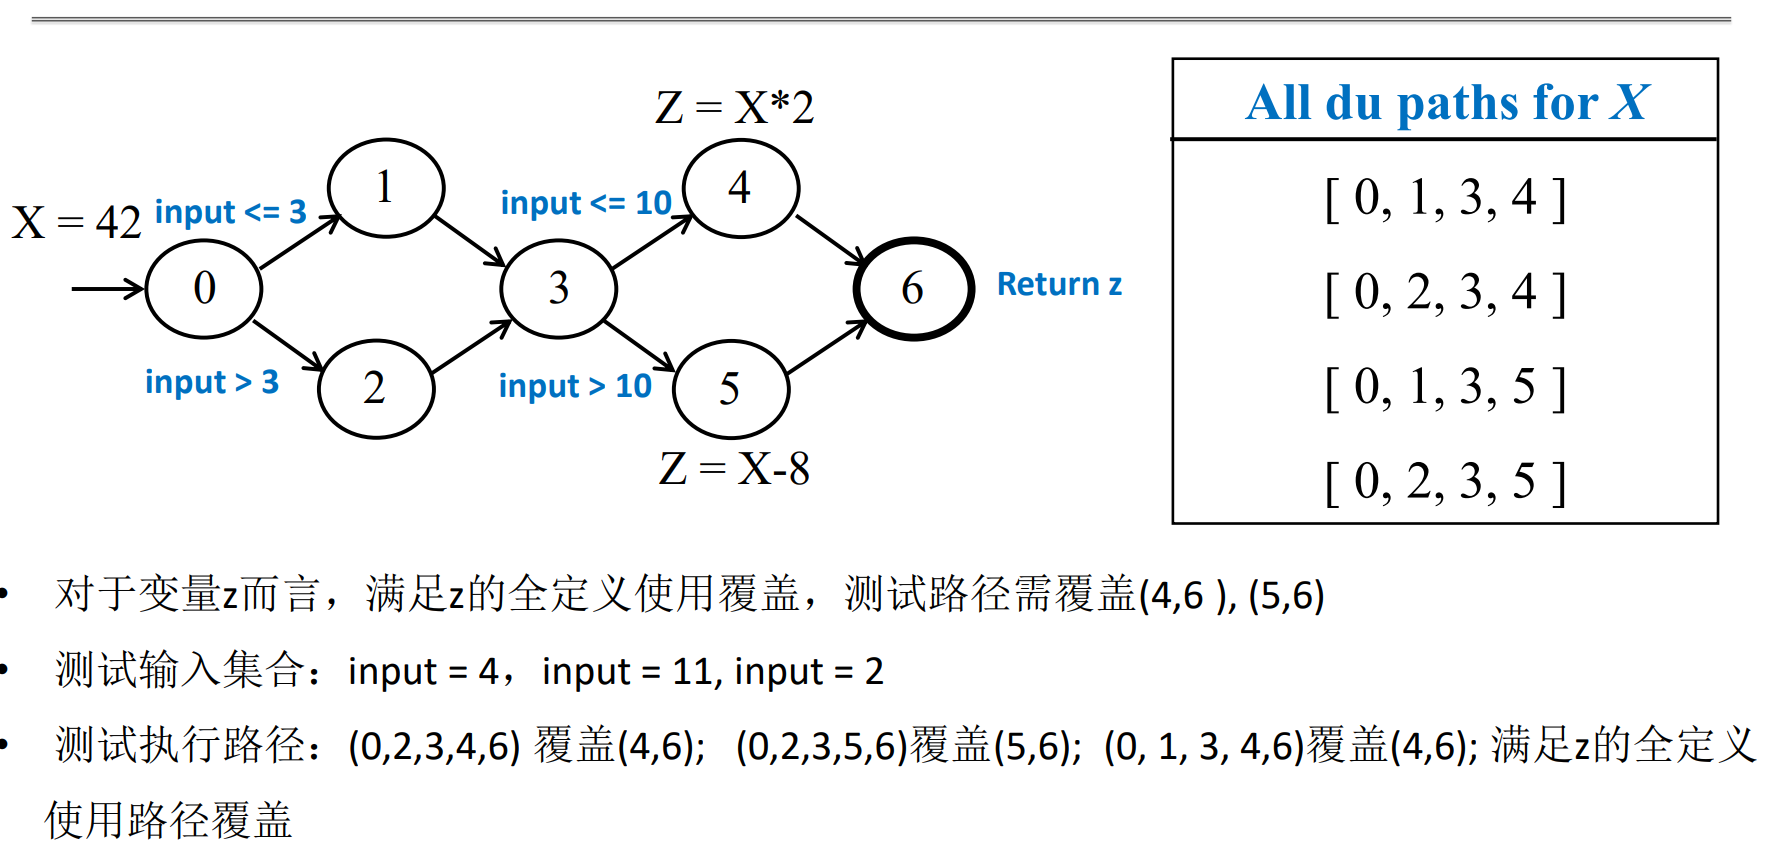 Z = X*2
All du paths for X
1
4
input <= 3
input <= 10
X = 42
[ 0, 1, 3, 4 ]
0
3
6
Return z
[ 0, 2, 3, 4 ]
input > 3
2
input > 10
5
[ 0, 1, 3, 5 ]
Z = X-8
[ 0, 2, 3, 5 ]
• 对于变量z而言，满足z的全定义使用覆盖，测试路径需覆盖(4,6 ), (5,6)
• 测试输入集合：input = 4，input = 11, input = 2
• 测试执行路径：(0,2,3,4,6) 覆盖(4,6); (0,2,3,5,6)覆盖(5,6); (0, 1, 3, 4,6)覆盖(4,6); 满足z的全定义
使用路径覆盖